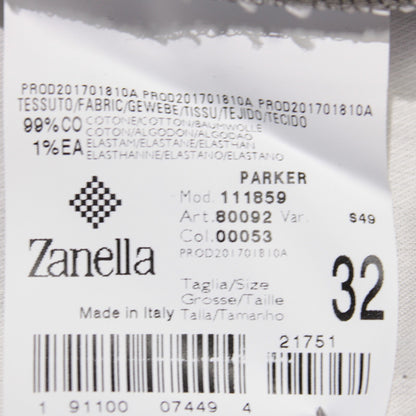 PROD201701810A PROD201701810A PROD201701810A
TESSUTO/FABRIC/GEWEBE/TISSU/TEJIDO/TECIDO
99%CO COTONE/COTTON/BAUMWOLLE
COTON/ALGODON/ALGODAO
1%EA ELASTAM/ELASTANE/ELASTHAN
ELASTHANNE/ELASTANO/ELASTANO
PARKER
Mod. 111859
Art. 80092 Var. S49
Col. 00053
PROD201701810A
Zanella
Taglia/Size
Grosse/Taille
Talla/Tamanho
32
Made in Italy
21751
1 91100 07449 4